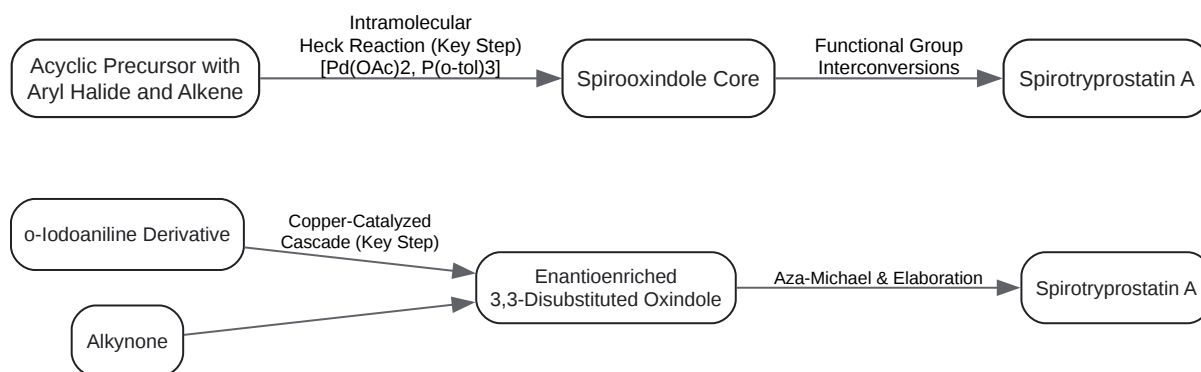 Acyclic Precursor with
Aryl Halide and Alkene
Intramolecular
Heck Reaction (Key Step)
[Pd(OAc)2, P(o-tol)3]
Spirooxindole Core
Functional Group
Interconversions
Spirotryprostatin A
o-Iodoaniline Derivative
Alkynone
Copper-Catalyzed
Cascade (Key Step)
Enantioenriched
3,3-Disubstituted Oxindole
Aza-Michael & Elaboration
Spirotryprostatin A